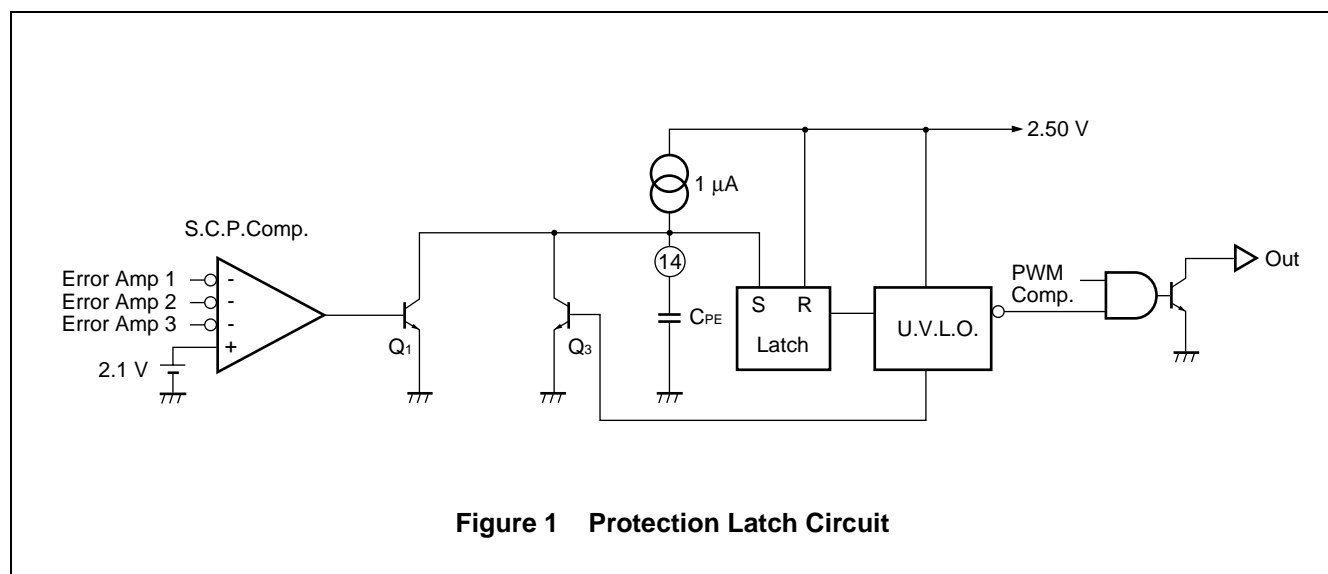 2.50 V
1 μA
S.C.P.Comp.
14
Error Amp 1
Error Amp 2
Error Amp 3
-
-
-
+
2.1 V
Q1
Q3
CPE
S R
Latch
U.V.L.O.
PWM
Comp.
Out
Figure 1 Protection Latch Circuit